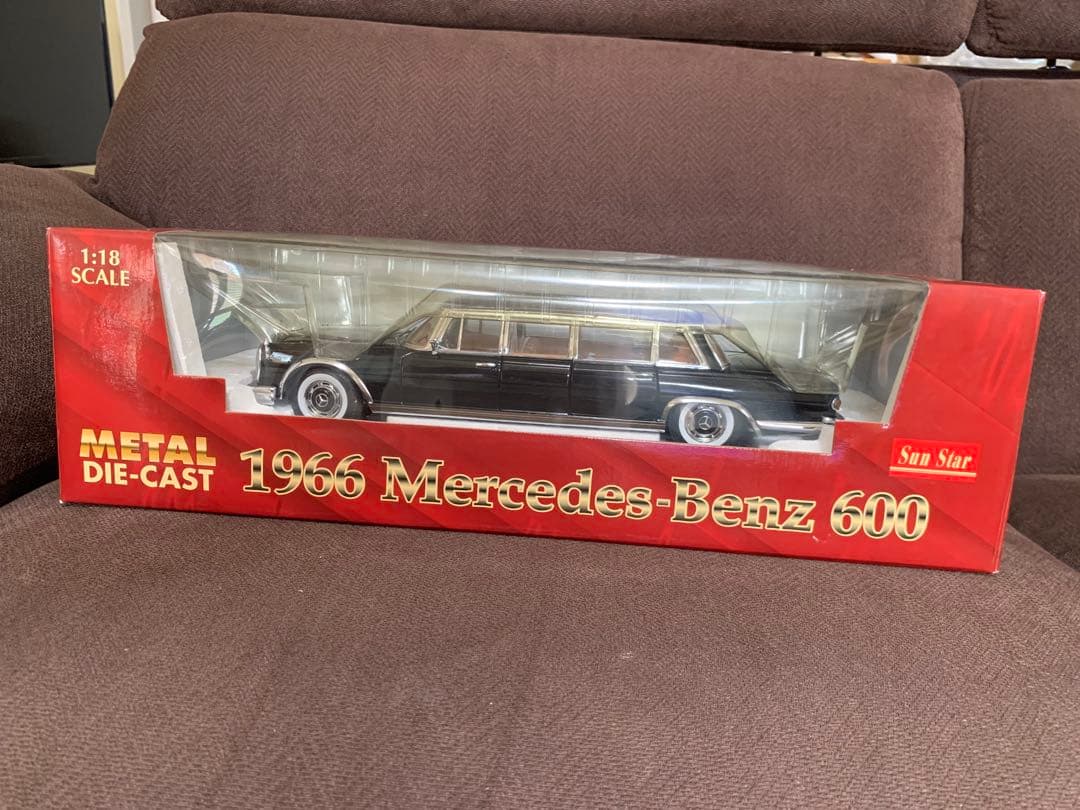 1:18
SCALE
METAL
DIE-CAST
1966 Mercedes-Benz 600
Sun Star